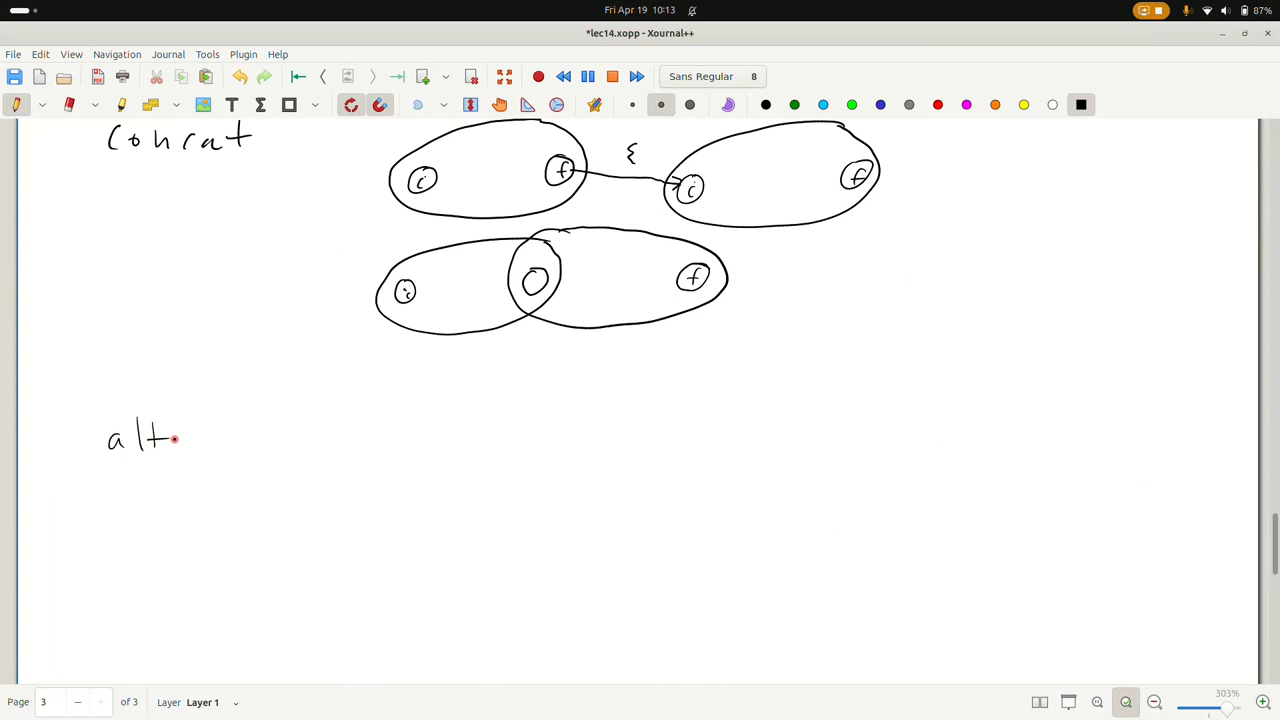 Fri Apr 19 10:13
87%
*lec14.xopp - Xournal++
File Edit View Navigation Journal Tools Plugin Help
Sans Regular 8
Concat
i f ε i f
i f
alt
Page 3 of 3 Layer Layer 1 303%